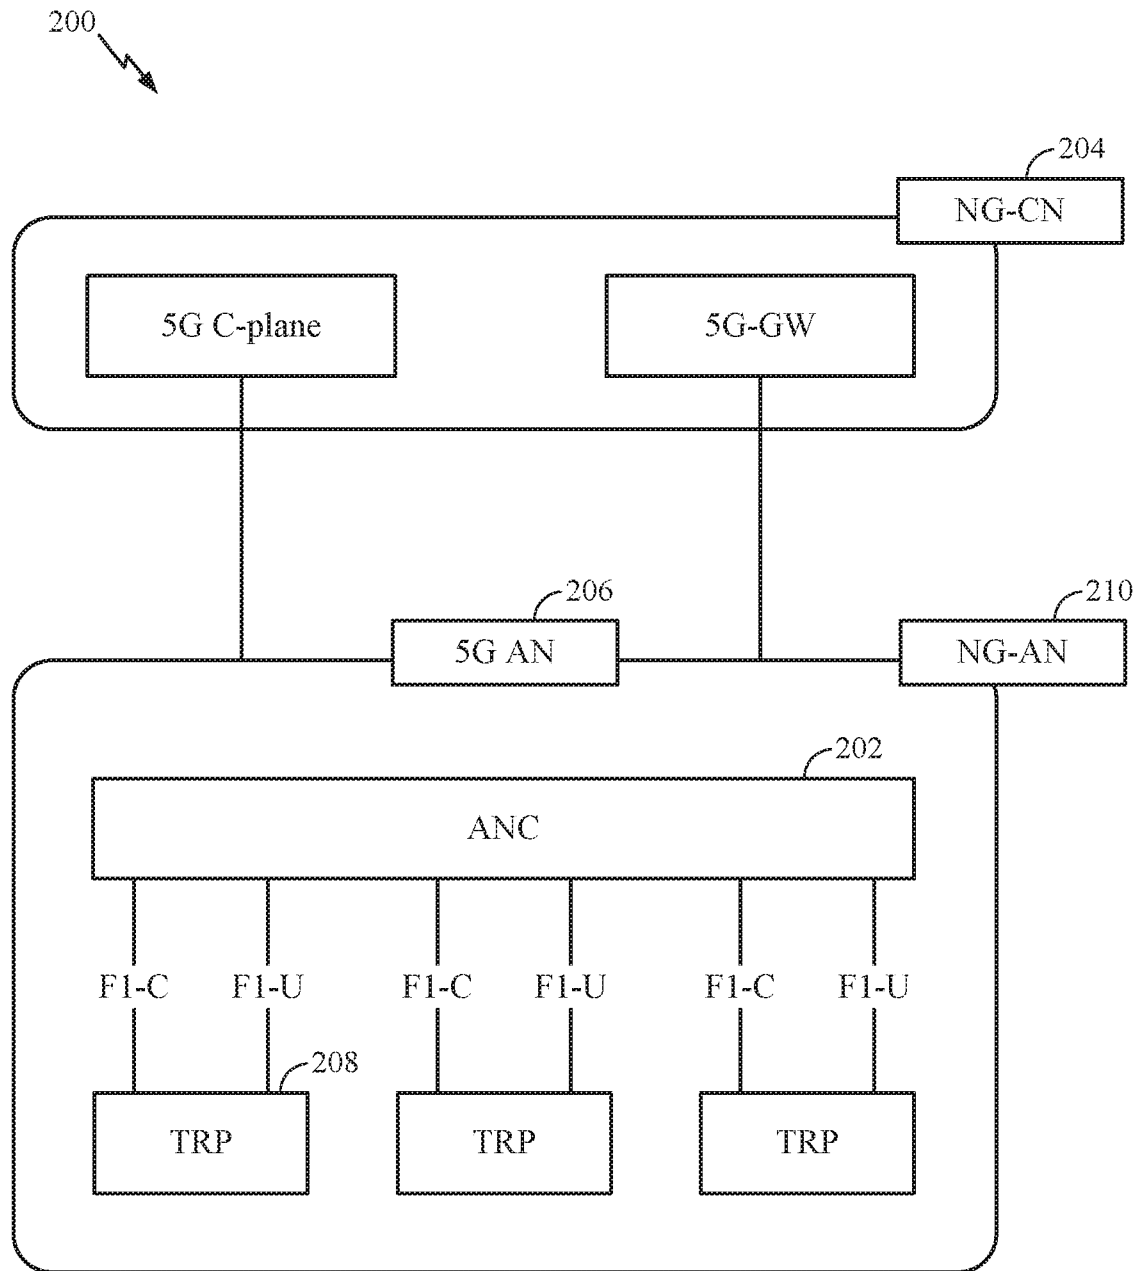 200
204
NG-CN
5G C-plane
5G-GW
206
210
5G AN
NG-AN
202
ANC
F1-C
F1-U
F1-C
F1-U
F1-C
F1-U
208
TRP
TRP
TRP